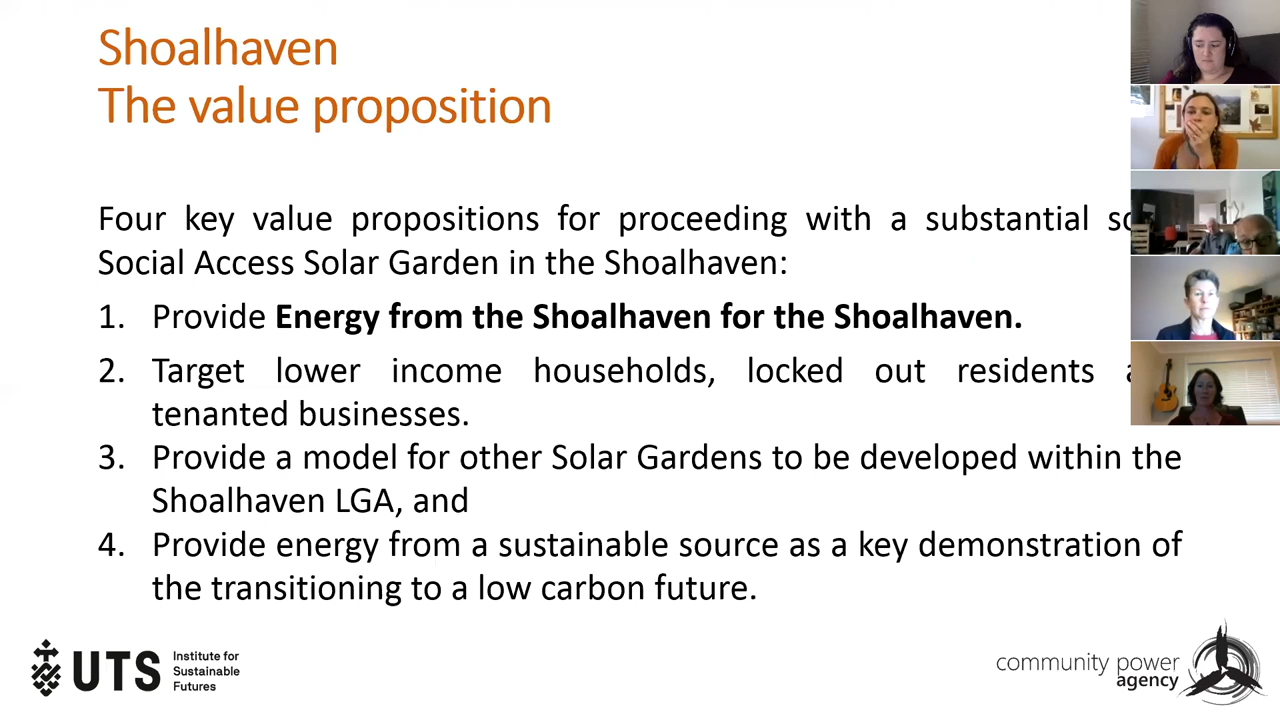 Shoalhaven
The value proposition
Four key value propositions for proceeding with a substantial
Social Access Solar Garden in the Shoalhaven:
1. Provide Energy from the Shoalhaven for the Shoalhaven.
2. Target lower income households, locked out residents
tenanted businesses.
3. Provide a model for other Solar Gardens to be developed within the
Shoalhaven LGA, and
4. Provide energy from a sustainable source as a key demonstration of
the transitioning to a low carbon future.
UTS
Institute for
Sustainable
Futures
community power
agency